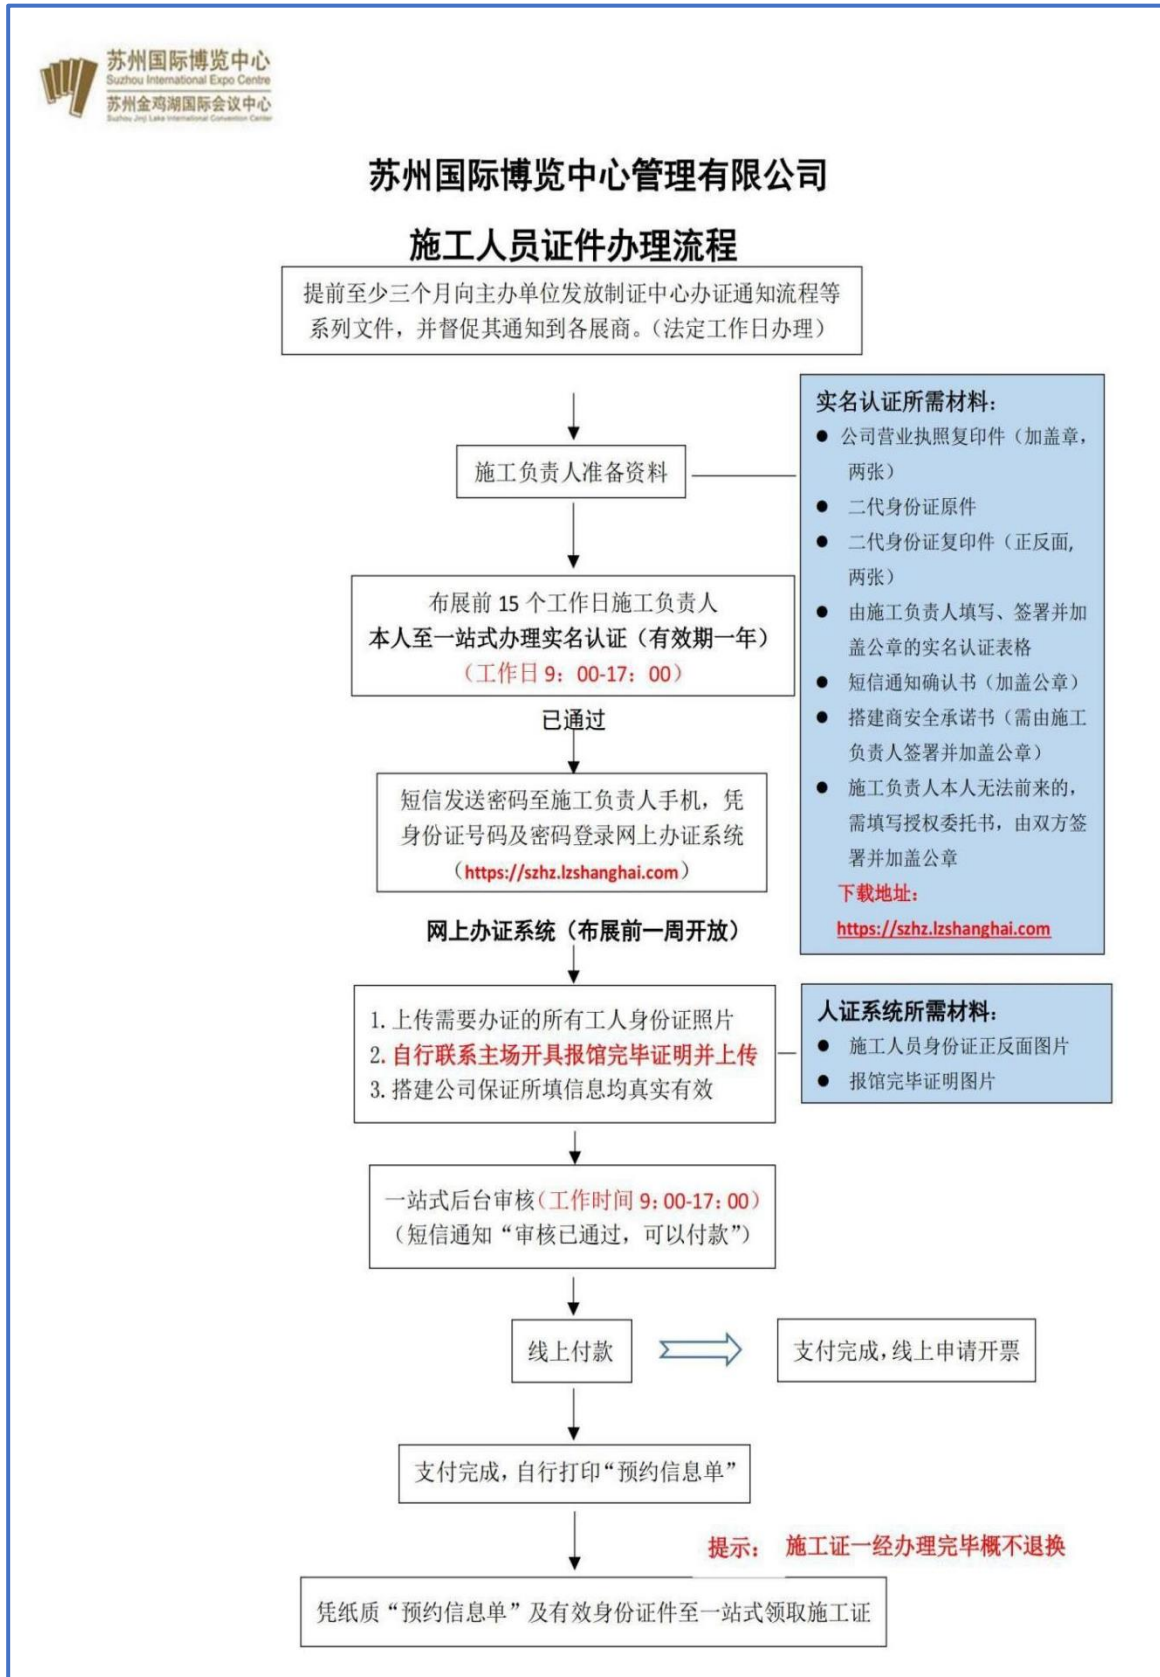 苏州国际博览中心
Suzhou International Expo Centre
苏州金鸡湖国际会议中心
Suzhou Jinji Lake International Convention Center
苏州国际博览中心管理有限公司
施工人员证件办理流程
提前至少三个月向主办单位发放制证中心办证通知流程等
系列文件，并督促其通知到各展商。（法定工作日办理）
施工负责人准备资料
实名认证所需材料：
● 公司营业执照复印件（加盖章，
两张）
● 二代身份证原件
● 二代身份证复印件（正反面,
两张）
● 由施工负责人填写、签署并加
盖公章的实名认证表格
● 短信通知确认书（加盖公章）
● 搭建商安全承诺书（需由施工
负责人签署并加盖公章）
● 施工负责人本人无法前来的，
需填写授权委托书，由双方签
署并加盖公章
下载地址：
https://szhz.lzshanghai.com
布展前 15 个工作日施工负责人
本人至一站式办理实名认证（有效期一年）
（工作日 9：00-17：00）
已通过
短信发送密码至施工负责人手机，凭
身份证号码及密码登录网上办证系统
（https://szhz.lzshanghai.com）
网上办证系统（布展前一周开放）
1. 上传需要办证的所有工人身份证照片
2. 自行联系主场开具报馆完毕证明并上传
3. 搭建公司保证所填信息均真实有效
人证系统所需材料：
● 施工人员身份证正反面图片
● 报馆完毕证明图片
一站式后台审核（工作时间 9：00-17：00）
（短信通知“审核已通过，可以付款”）
线上付款
支付完成，线上申请开票
支付完成，自行打印“预约信息单”
提示： 施工证一经办理完毕概不退换
凭纸质“预约信息单”及有效身份证件至一站式领取施工证